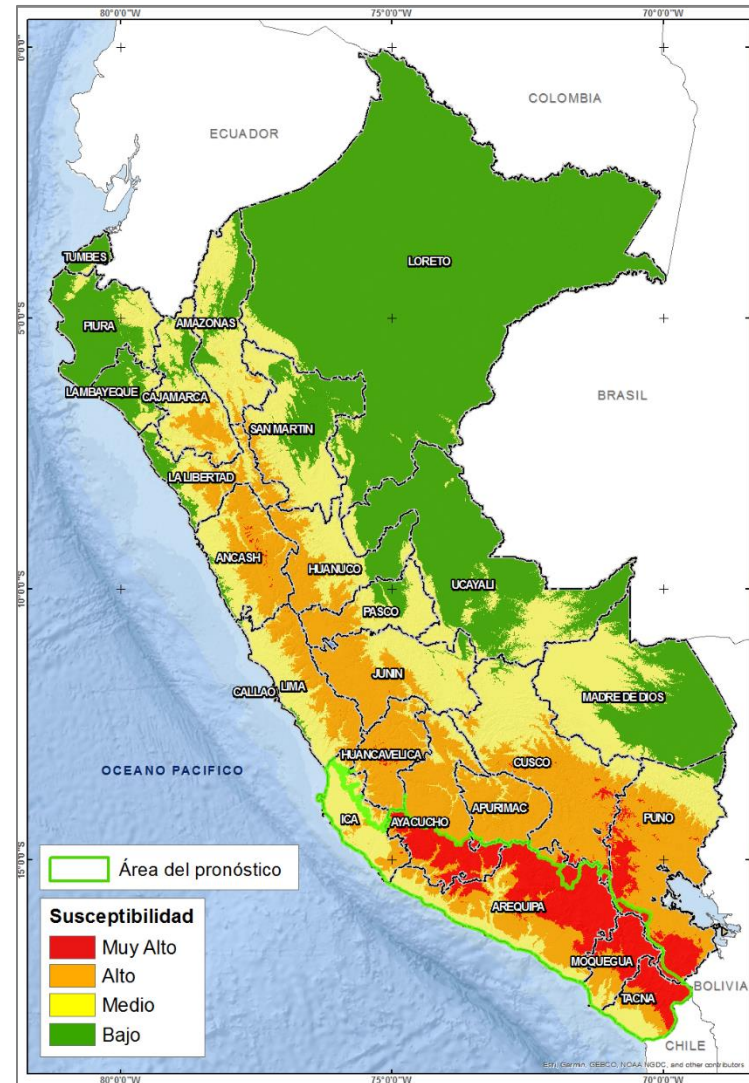 80°0'0"O
75°0'0"O
70°0'0"O
0°0'0"
COLOMBIA
ECUADOR
TUMBES
LORETO
5°0'0"S
PIURA
AMAZONAS
LAMBAYEQUE
CAJAMARCA
BRASIL
SAN MARTIN
LA LIBERTAD
ANCASH
HUANUCO
10°0'0"S
UCAYALI
PASCO
JUNIN
MADRE DE DIOS
CALLAO
LIMA
HUANCAVELICA
CUSCO
OCEANO PACIFICO
APURIMAC
PUNO
ICA
AYACUCHO
15°0'0"S
Área del pronóstico
AREQUIPA
Susceptibilidad
Muy Alto
Alto
Medio
Bajo
MOQUEGUA
TACNA
BOLIVIA
CHILE
Esri, Garmin, GEBCO, NOAA NGDC, and other contributors
80°0'0"O
75°0'0"O
70°0'0"O